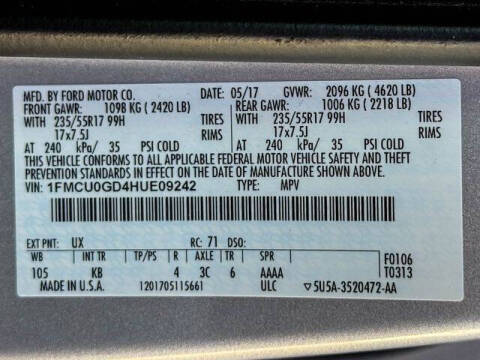 MFD. BY FORD MOTOR CO. DATE: 05/17 GVWR: 2096 KG ( 4620 LB)
FRONT GAWR: 1098 KG ( 2420 LB) REAR GAWR: 1006 KG ( 2218 LB)
WITH 235/55R17 99H TIRES WITH 235/55R17 99H TIRES
17x7.5J RIMS 17x7.5J RIMS
AT 240 kPa/ 35 PSI COLD AT 240 kPa/ 35 PSI COLD
THIS VEHICLE CONFORMS TO ALL APPLICABLE FEDERAL MOTOR VEHICLE SAFETY AND THEFT
PREVENTION STANDARDS IN EFFECT ON THE DATE OF MANUFACTURE SHOWN ABOVE.
VIN: 1FMCU0GD4HUE09242 TYPE: MPV
EXT PNT: UX RC: 71 DSO:
WB TP/PS R AXLE TR SPR F0106
105 KB 4 3C 6 AAAA T0313
MADE IN U.S.A. 1201705115661 ULC 5U5A-3520472-AA